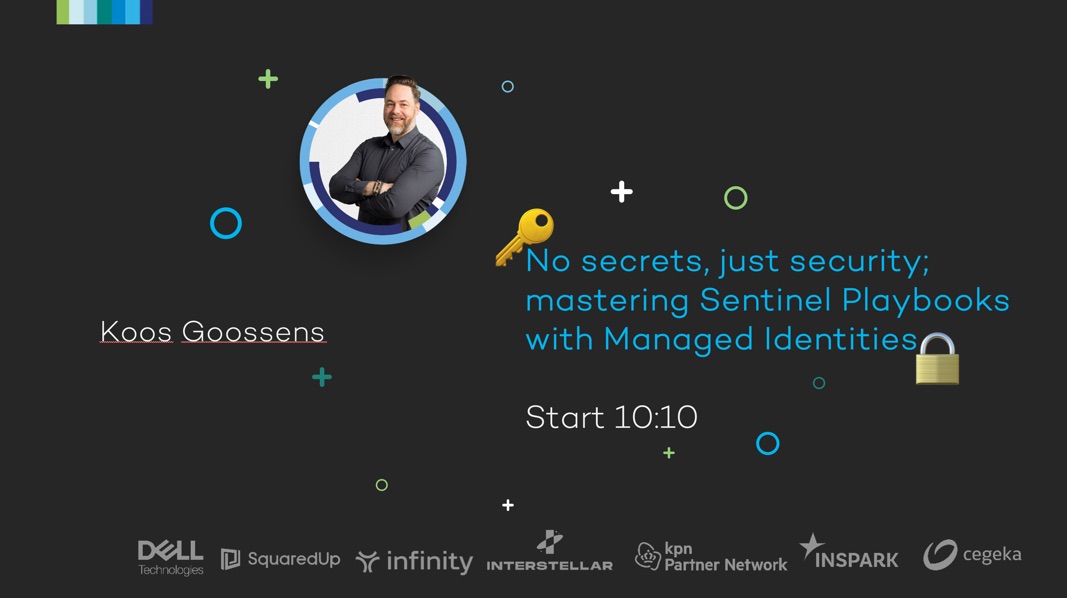 No secrets, just security;
mastering Sentinel Playbooks
with Managed Identities
Koos Goossens
Start 10:10
DELL
Technologies
SquaredUp
infinity
INTERSTELLAR
kpn
Partner Network
INSPARK
cegeka